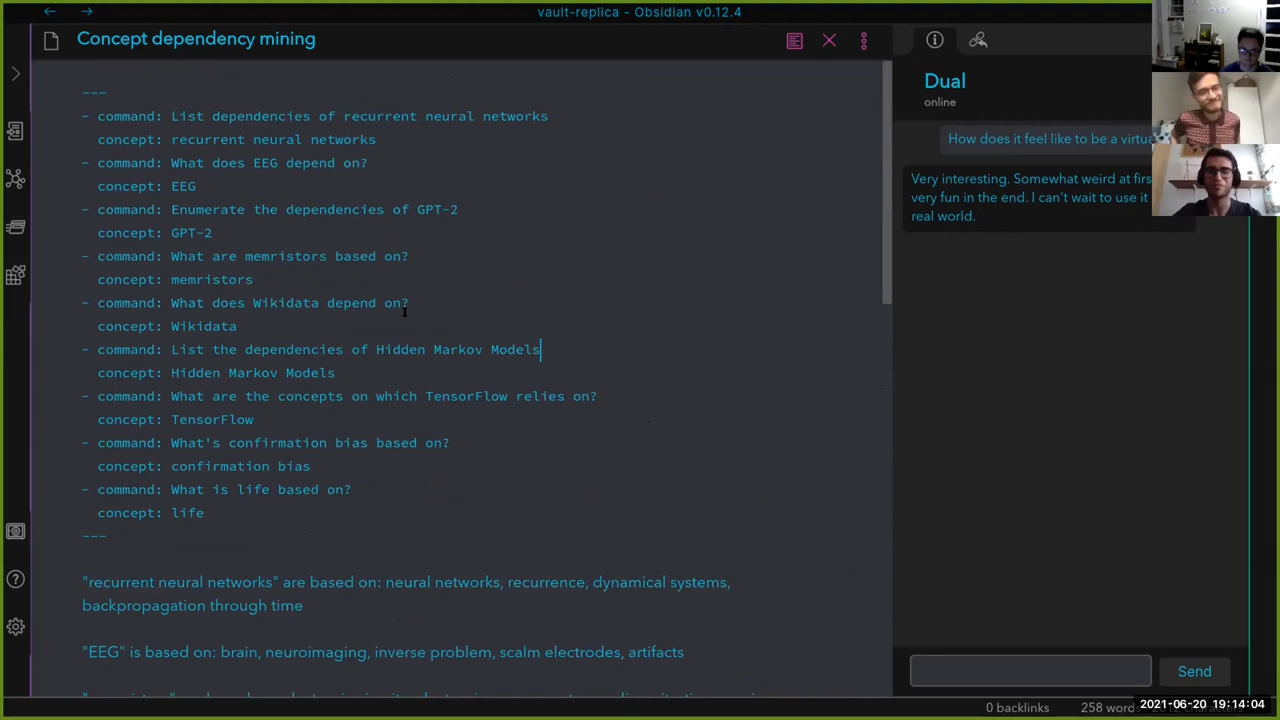 vault-replica - Obsidian v0.12.4
Concept dependency mining
---
- command: List dependencies of recurrent neural networks
concept: recurrent neural networks
- command: What does EEG depend on?
concept: EEG
- command: Enumerate the dependencies of GPT-2
concept: GPT-2
- command: What are memristors based on?
concept: memristors
- command: What does Wikidata depend on?
concept: Wikidata
- command: List the dependencies of Hidden Markov Models
concept: Hidden Markov Models
- command: What are the concepts on which TensorFlow relies on?
concept: TensorFlow
- command: What's confirmation bias based on?
concept: confirmation bias
- command: What is life based on?
concept: life
---
"recurrent neural networks" are based on: neural networks, recurrence, dynamical systems,
backpropagation through time
"EEG" is based on: brain, neuroimaging, inverse problem, scalm electrodes, artifacts
Dual
online
How does it feel like to be a virtu
Very interesting. Somewhat weird at firs
very fun in the end. I can't wait to use it
real world.
Send
0 backlinks
258 words
2021-06-20 19:14:04